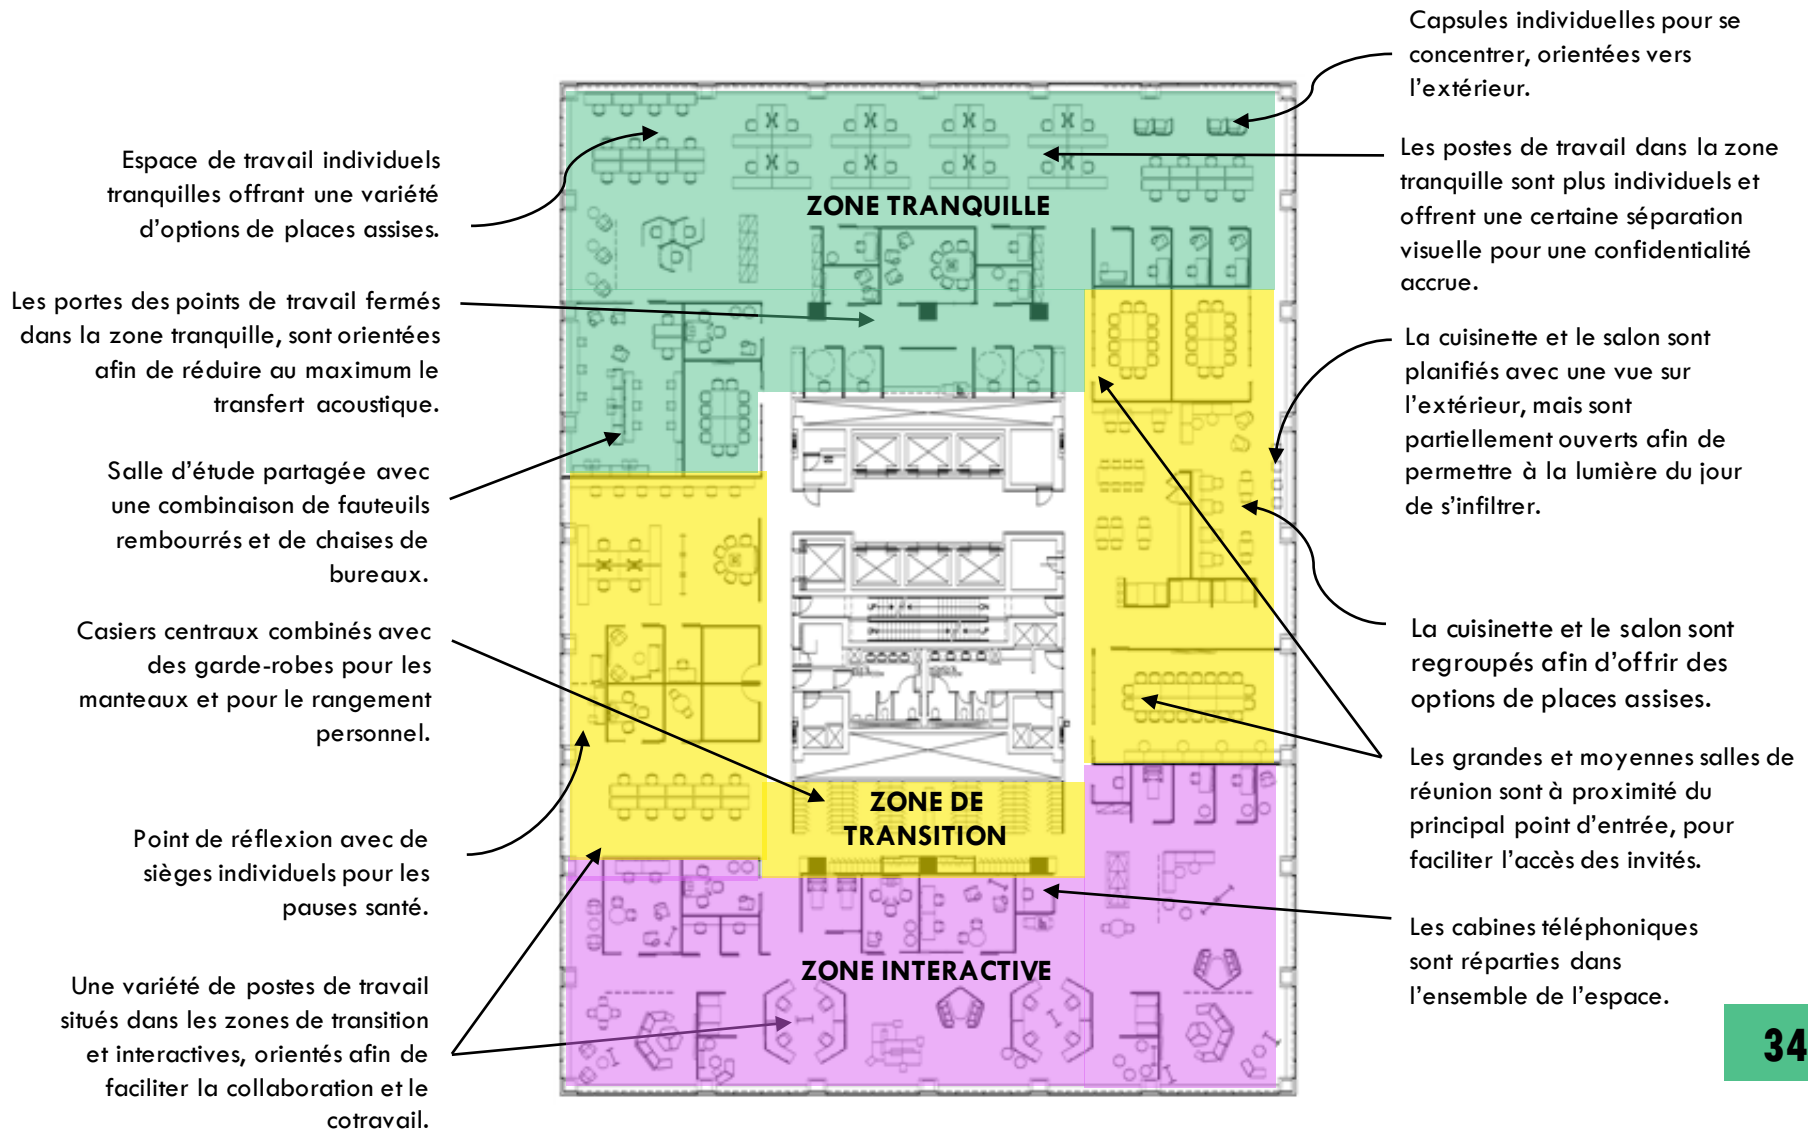 Espace de travail individuels
tranquilles offrant une variété
d'options de places assises.
Les portes des points de travail fermés
dans la zone tranquille, sont orientées
afin de réduire au maximum le
transfert acoustique.
Salle d'étude partagée avec
une combinaison de fauteuils
rembourrés et de chaises de
bureaux.
Casiers centraux combinés avec
des garde-robes pour les
manteaux et pour le rangement
personnel.
Point de réflexion avec de
sièges individuels pour les
pauses santé.
Une variété de postes de travail
situés dans les zones de transition
et interactives, orientés afin de
faciliter la collaboration et le
cotravail.
ZONE TRANQUILLE
ZONE DE
TRANSITION
ZONE INTERACTIVE
Capsules individuelles pour se
concentrer, orientées vers
l'extérieur.
Les postes de travail dans la zone
tranquille sont plus individuels et
offrent une certaine séparation
visuelle pour une confidentialité
accrue.
La cuisinette et le salon sont
planifiés avec une vue sur
l'extérieur, mais sont
partiellement ouverts afin de
permettre à la lumière du jour
de s'infiltrer.
La cuisinette et le salon sont
regroupés afin d'offrir des
options de places assises.
Les grandes et moyennes salles de
réunion sont à proximité du
principal point d'entrée, pour
faciliter l'accès des invités.
Les cabines téléphoniques
sont réparties dans
l'ensemble de l'espace.
34